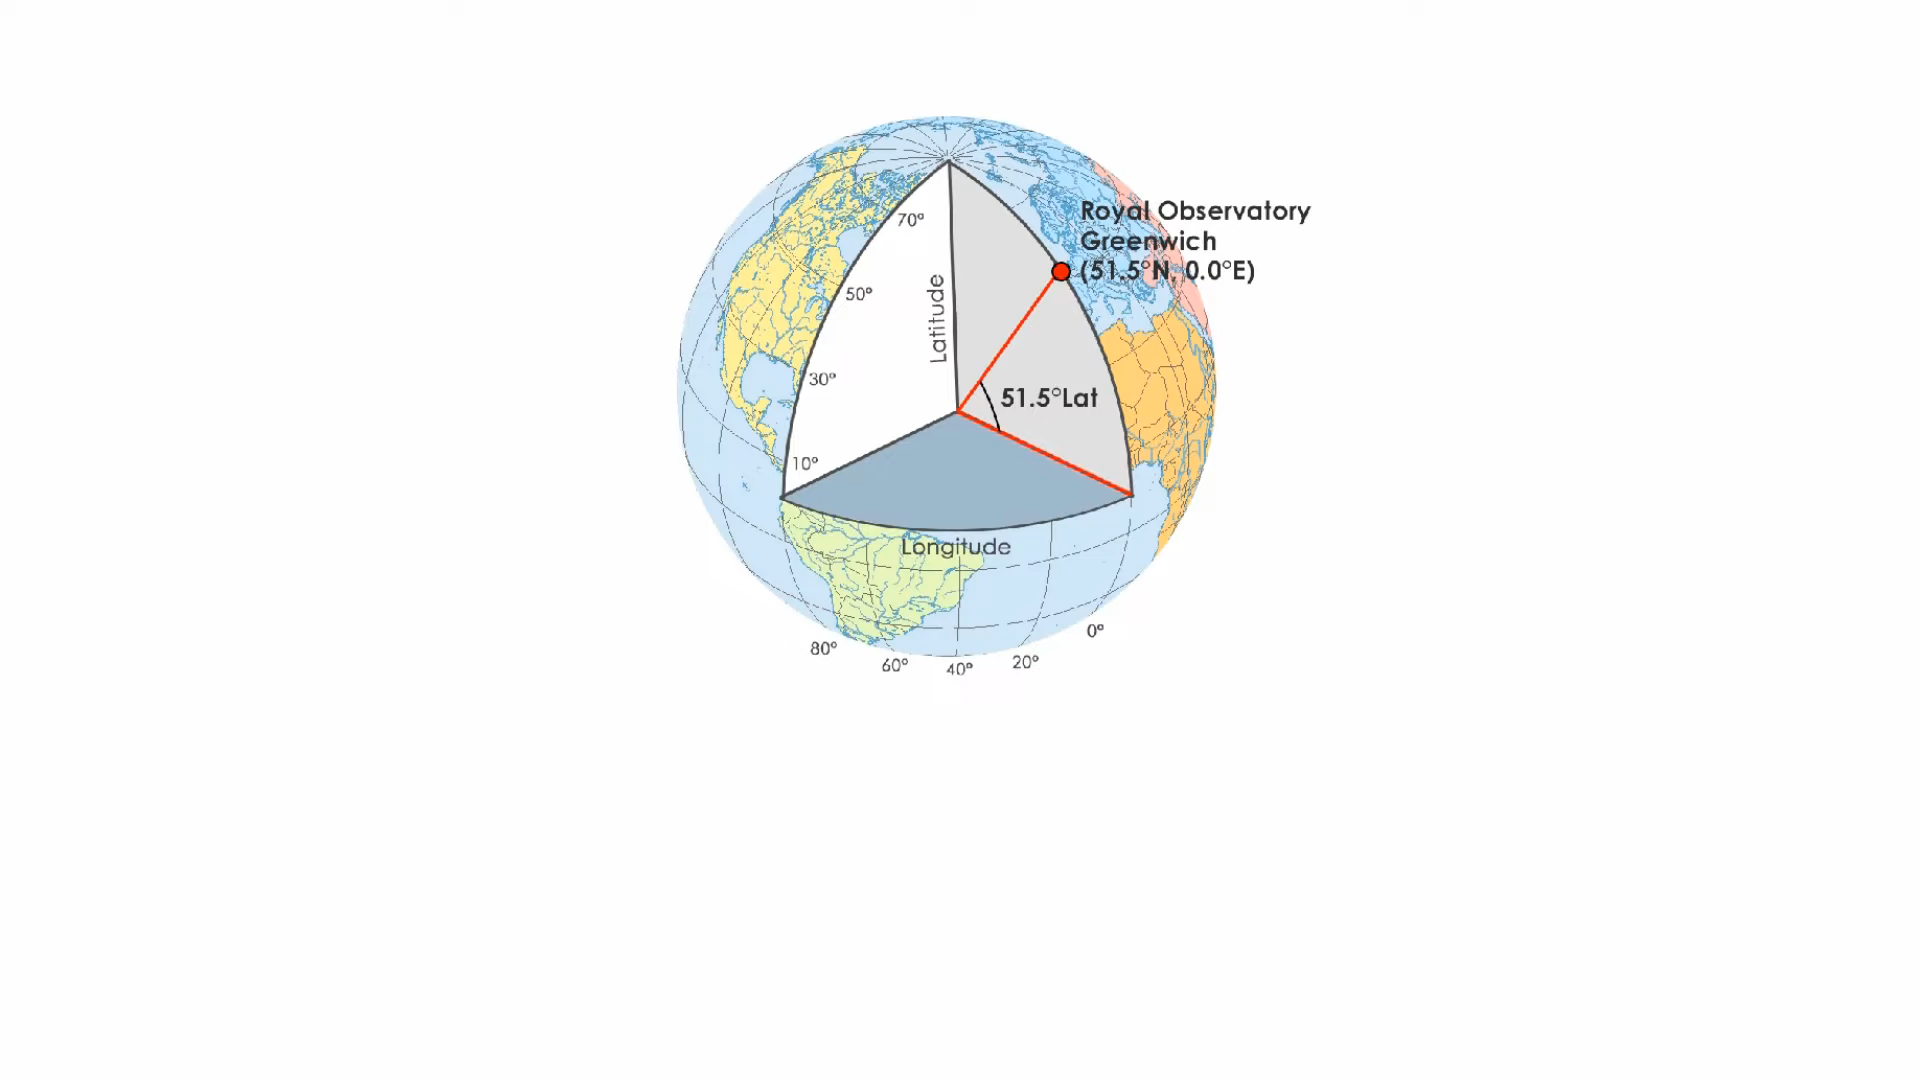 70°
Royal Observatory
Greenwich
(51.5°N, 0.0°E)
50°
Latitude
30°
51.5°Lat
10°
Longitude
0°
80°
60°
40°
20°